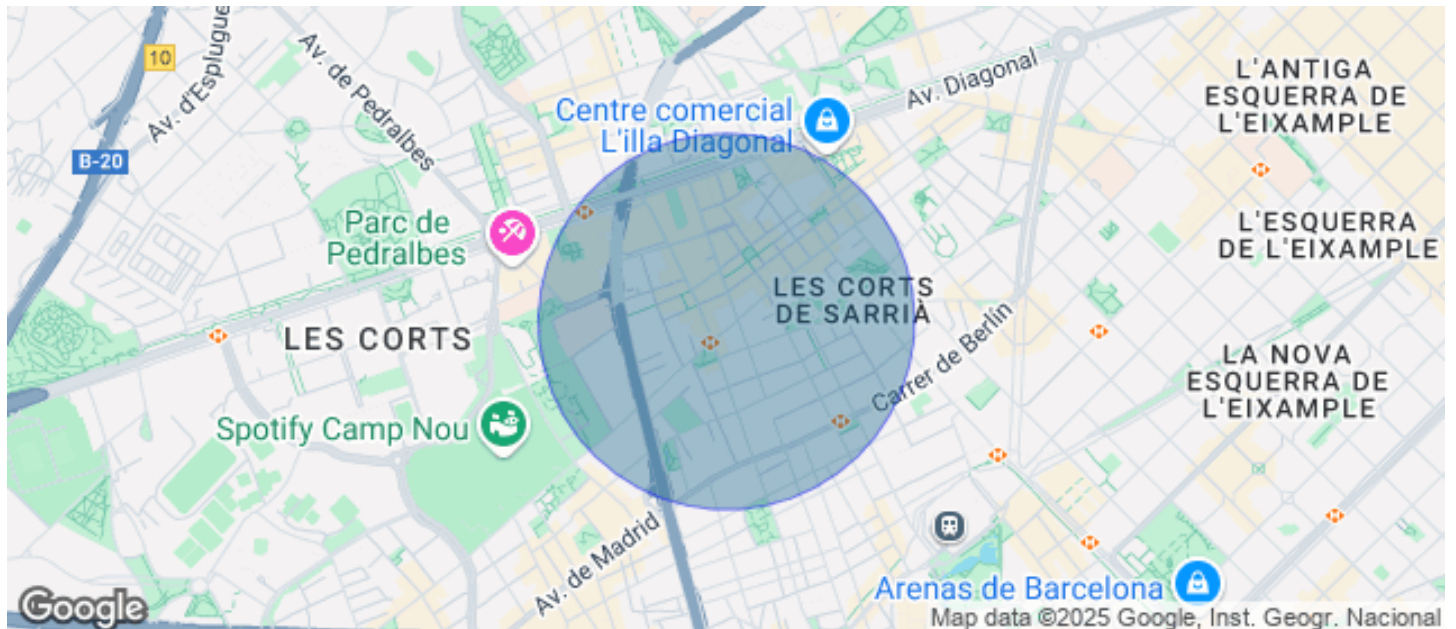 10
Av. d'Esplugue
Av. de Pedralbes
B-20
Centre comercial
L'illa Diagonal
Av. Diagonal
L'ANTIGA
ESQUERRA DE
L'EIXAMPLE
Parc de
Pedralbes
L'ESQUERRA
DE L'EIXAMPLE
LES CORTS
DE SARRIÀ
LES CORTS
Carrer de Berlín
LA NOVA
ESQUERRA DE
L'EIXAMPLE
Spotify Camp Nou
Av. de Madrid
Arenas de Barcelona
Google
Map data ©2025 Google, Inst. Geogr. Nacional